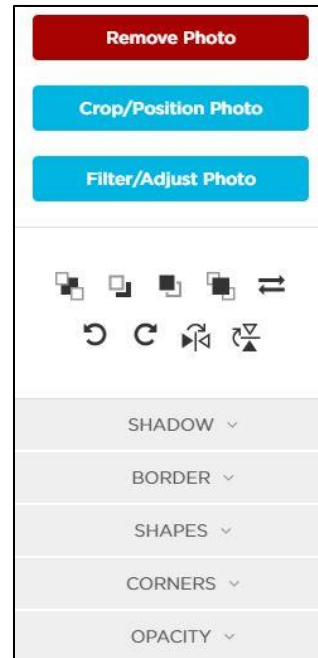 Remove Photo
Crop/Position Photo
Filter/Adjust Photo
SHADOW
BORDER
SHAPES
CORNERS
OPACITY